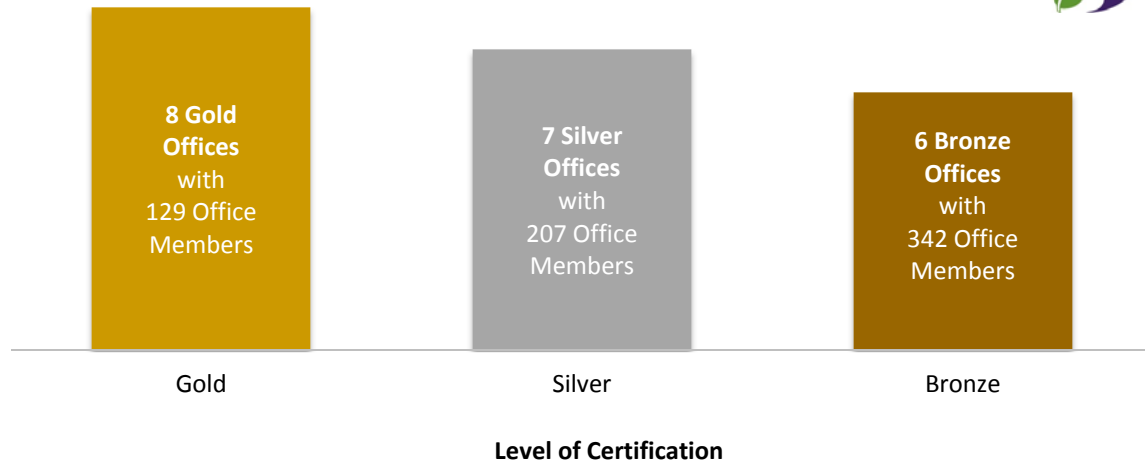 8 Gold
Offices
with
129 Office
Members
7 Silver
Offices
with
207 Office
Members
6 Bronze
Offices
with
342 Office
Members
Gold
Silver
Bronze
Level of Certification